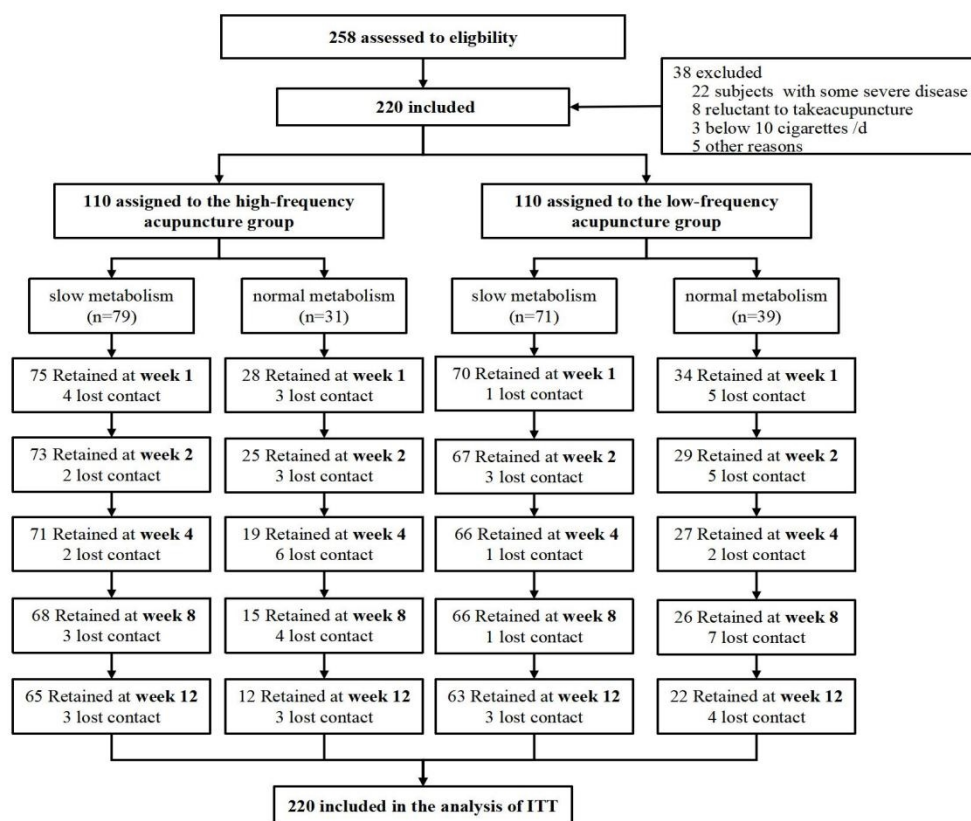 258 assessed to eligbility
38 excluded
22 subjects with some severe disease
8 reluctant to takeacupuncture
3 below 10 cigarettes /d
5 other reasons
220 included
110 assigned to the high-frequency
acupuncture group
110 assigned to the low-frequency
acupuncture group
slow metabolism
(n=79)
normal metabolism
(n=31)
slow metabolism
(n=71)
normal metabolism
(n=39)
75 Retained at week 1
4 lost contact
28 Retained at week 1
3 lost contact
70 Retained at week 1
1 lost contact
34 Retained at week 1
5 lost contact
73 Retained at week 2
2 lost contact
25 Retained at week 2
3 lost contact
67 Retained at week 2
3 lost contact
29 Retained at week 2
5 lost contact
71 Retained at week 4
2 lost contact
19 Retained at week 4
6 lost contact
66 Retained at week 4
1 lost contact
27 Retained at week 4
2 lost contact
68 Retained at week 8
3 lost contact
15 Retained at week 8
4 lost contact
66 Retained at week 8
1 lost contact
26 Retained at week 8
7 lost contact
65 Retained at week 12
3 lost contact
12 Retained at week 12
3 lost contact
63 Retained at week 12
3 lost contact
22 Retained at week 12
4 lost contact
220 included in the analysis of ITT